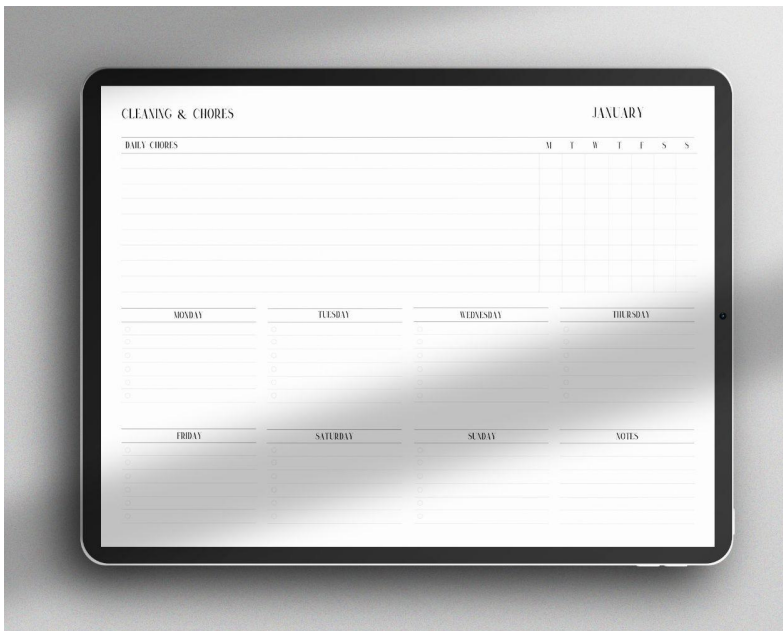 CLEANING & CHORES
JANUARY
DAILY CHORES
M T W T F S S
MONDAY
TUESDAY
WEDNESDAY
THURSDAY
FRIDAY
SATURDAY
SUNDAY
NOTES